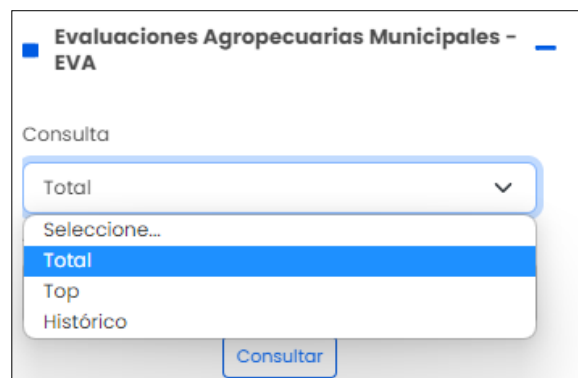 Evaluaciones Agropecuarias Municipales -
EVA
Consulta
Total
Seleccione...
Total
Top
Histórico
Consultar